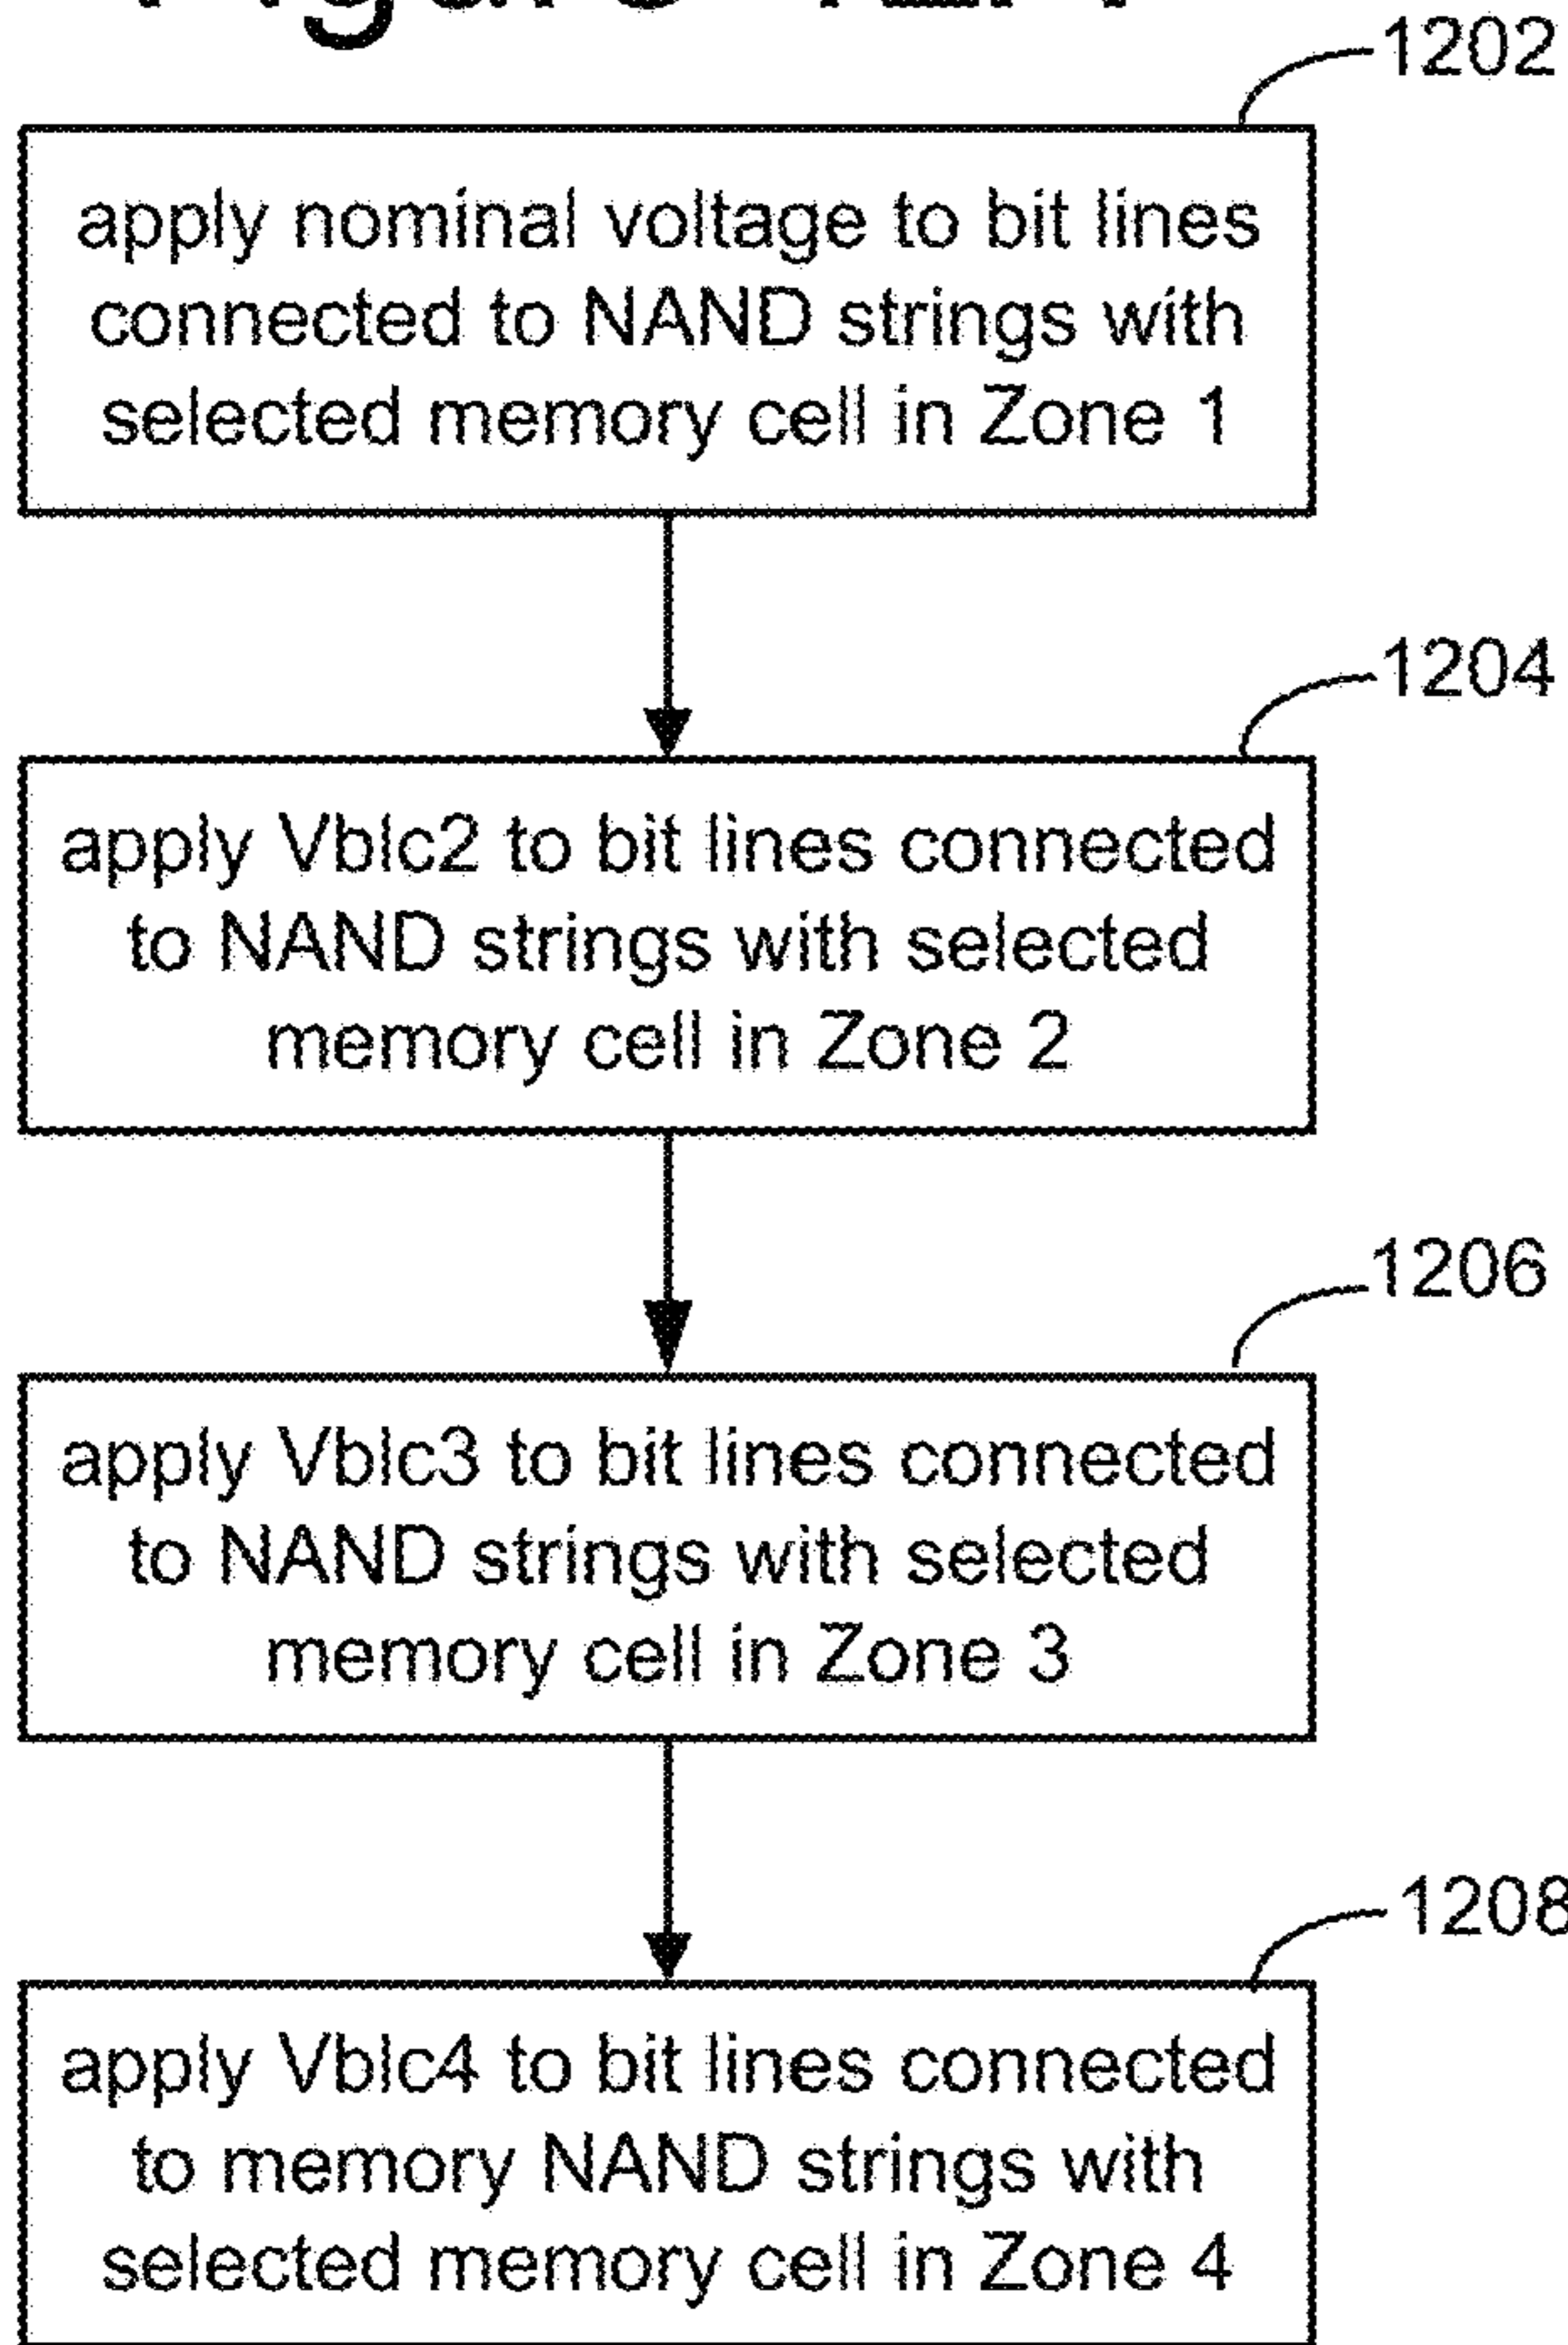 1202
apply nominal voltage to bit lines
connected to NAND strings with
selected memory cell in Zone 1
1204
apply Vblc2 to bit lines connected
to NAND strings with selected
memory cell in Zone 2
1206
apply Vblc3 to bit lines connected
to NAND strings with selected
memory cell in Zone 3
1208
apply Vblc4 to bit lines connected
to memory NAND strings with
selected memory cell in Zone 4